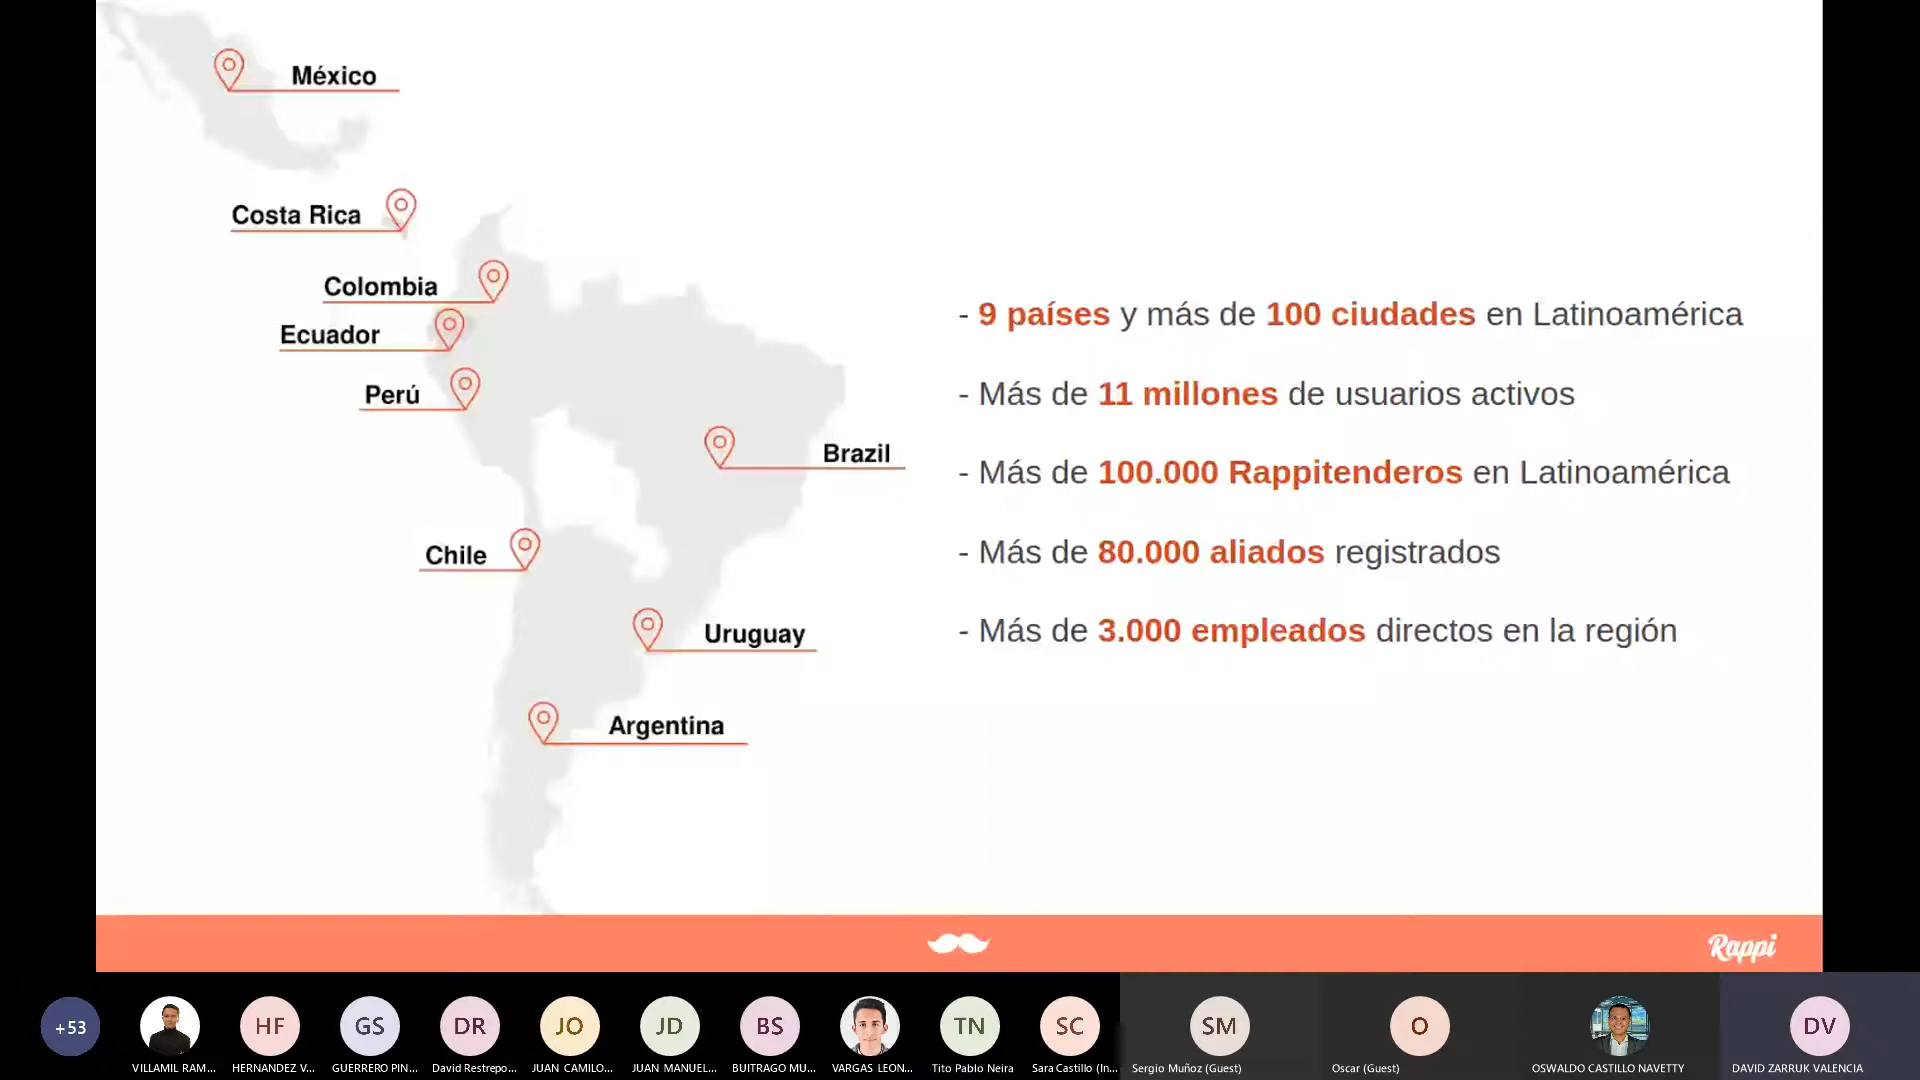 México
Costa Rica
Colombia
Ecuador
Perú
Brazil
Chile
Uruguay
Argentina
- 9 países y más de 100 ciudades en Latinoamérica
- Más de 11 millones de usuarios activos
- Más de 100.000 Rappitenderos en Latinoamérica
- Más de 80.000 aliados registrados
- Más de 3.000 empleados directos en la región
Rappi
+53 HF GS DR JO JD BS TN SC SM O DV
VILLAMIL RAM... HERNANDEZ V... GUERRERO PIN... David Restrepo... JUAN CAMILO... JUAN MANUEL... BUITRAGO MU... VARGAS LEON... Tito Pablo Neira Sara Castillo (In... Sergio Muñoz (Guest) Oscar (Guest) OSWALDO CASTILLO NAVETTY DAVID ZARRUK VALENCIA